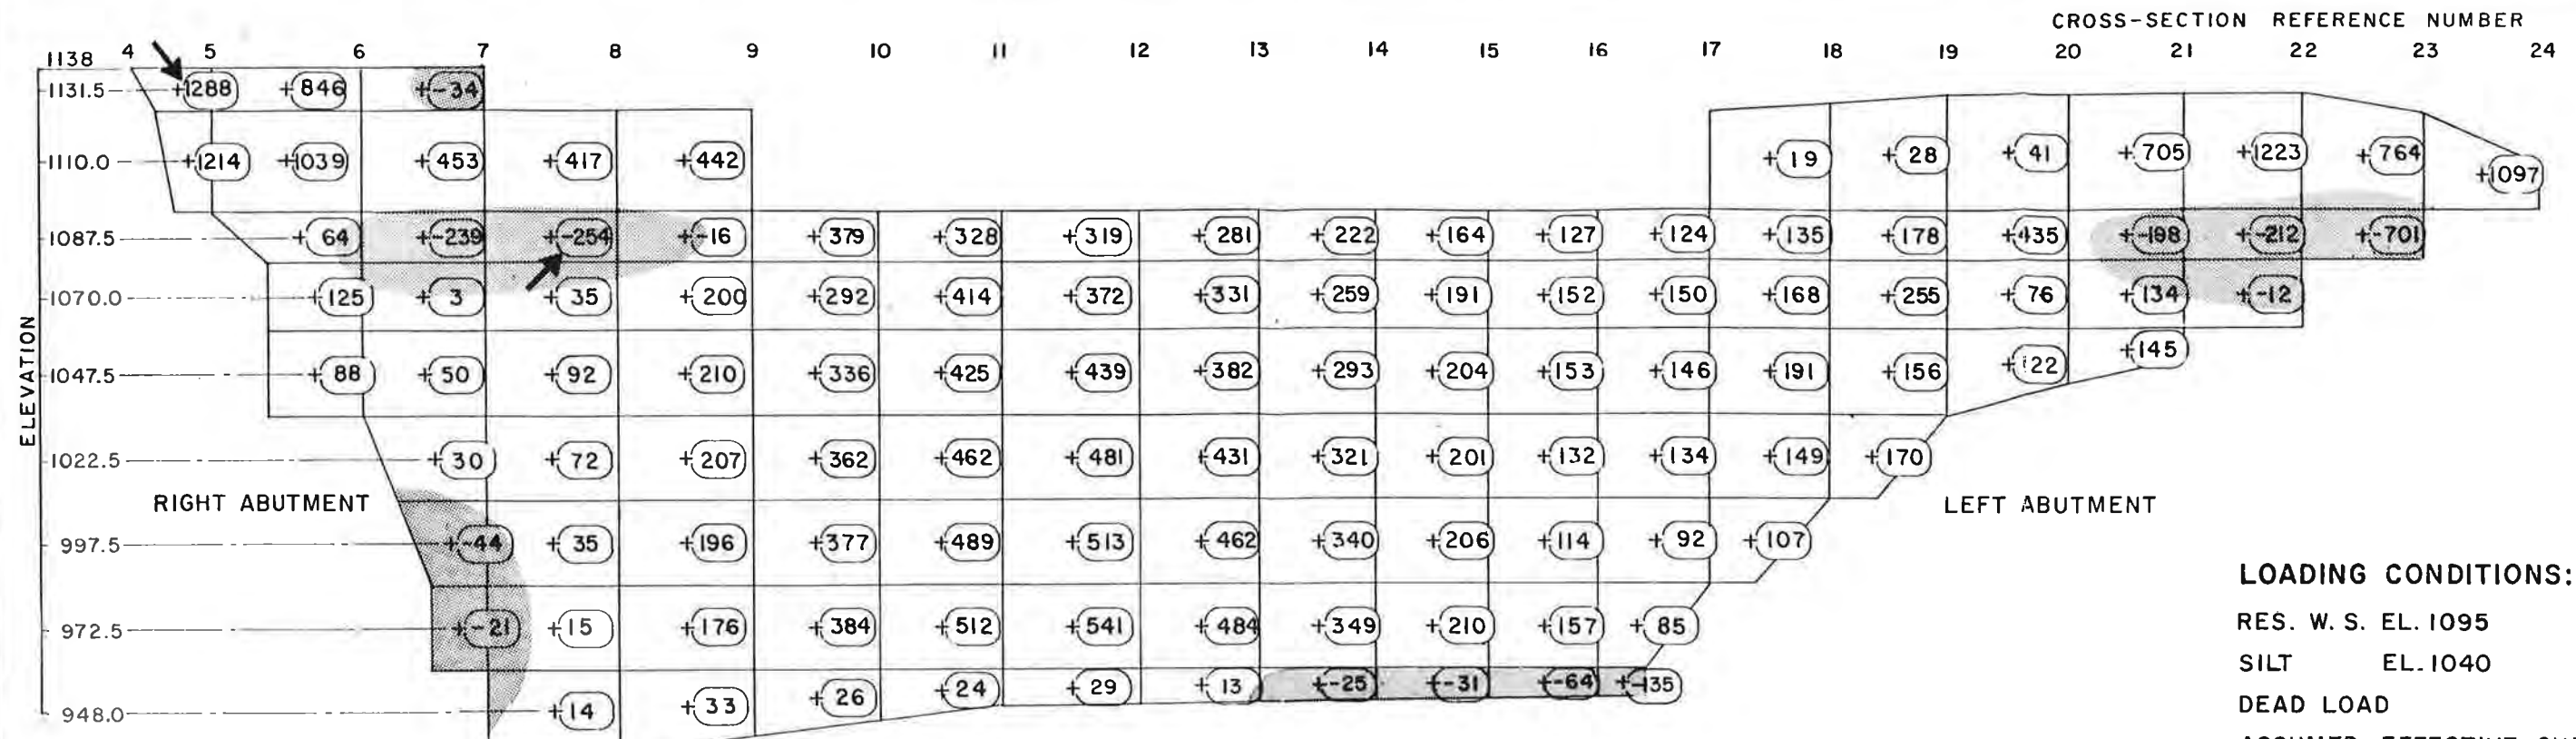 CROSS-SECTION REFERENCE NUMBER
4 5 6 7 8 9 10 11 12 13 14 15 16 17 18 19 20 21 22 23 24
1138
1131.5 +1288 +846 +-34
1110.0 +1214 +1039 +453 +417 +442 +19 +28 +41 +705 +1223 +764 +1097
1087.5 +64 +-239 +-254 +-16 +379 +328 +319 +281 +222 +164 +127 +124 +135 +178 +435 +-198 +-212 +-701
1070.0 +125 +3 +35 +200 +292 +414 +372 +331 +259 +191 +152 +150 +168 +255 +76 +134 +-12
ELEVATION
1047.5 +88 +50 +92 +210 +336 +425 +439 +382 +293 +204 +153 +146 +191 +156 +122 +145
1022.5 +30 +72 +207 +362 +462 +481 +431 +321 +201 +132 +134 +149 +170
RIGHT ABUTMENT LEFT ABUTMENT
997.5 +-44 +35 +196 +377 +489 +513 +462 +340 +206 +114 +92 +107
LOADING CONDITIONS:
RES. W. S. EL. 1095
972.5 +-21 +15 +176 +384 +512 +541 +484 +349 +210 +157 +85
SILT EL. 1040
948.0 +14 +33 +26 +24 +29 +13 +-25 +-31 +-64 +-135
DEAD LOAD